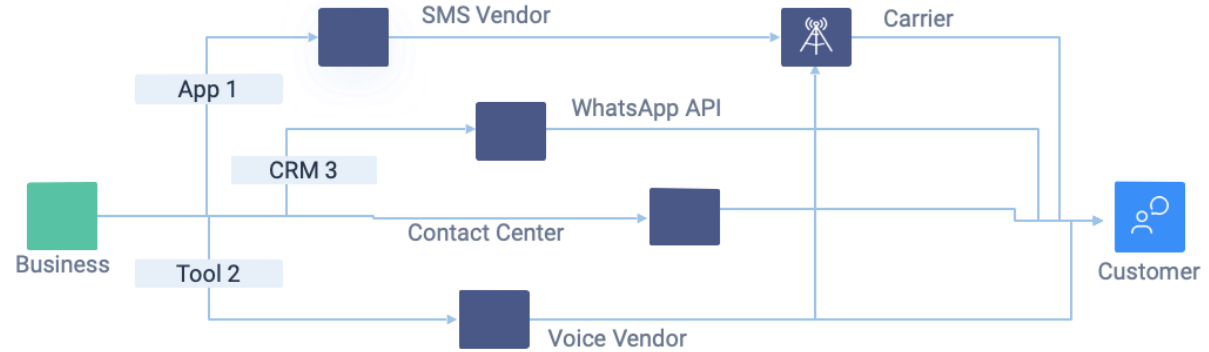 SMS Vendor
Carrier
App 1
WhatsApp API
CRM 3
Contact Center
Business
Tool 2
Customer
Voice Vendor